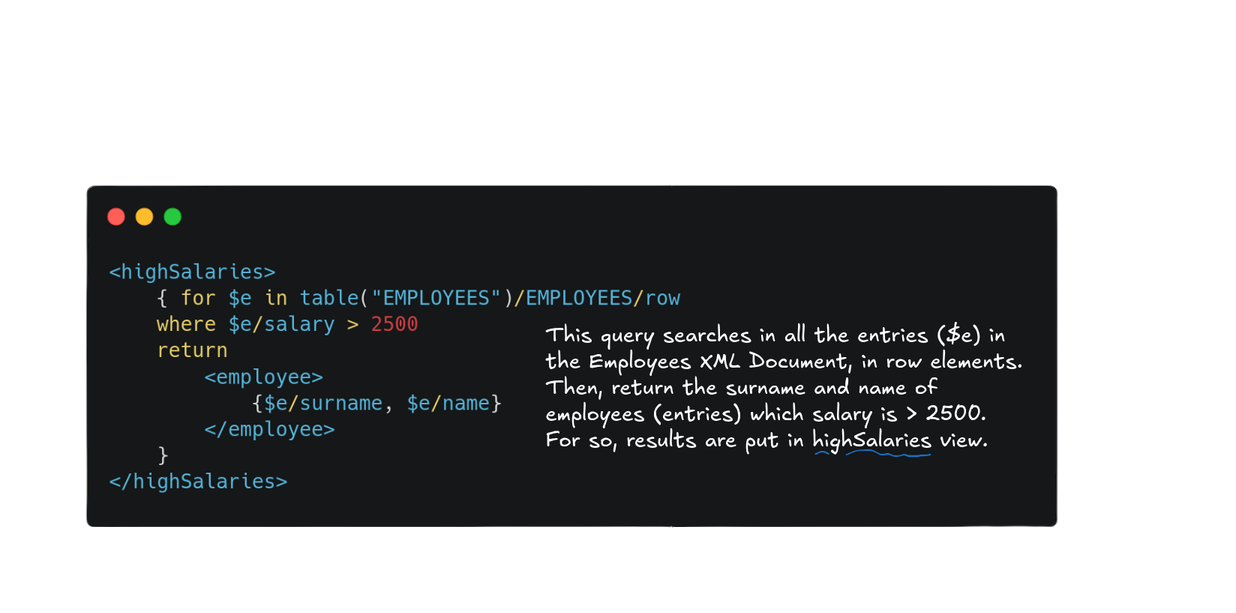 <highSalaries>
{ for $e in table("EMPLOYEES")/EMPLOYEES/row
where $e/salary > 2500
return
<employee>
{$e/surname, $e/name}
</employee>
}
</highSalaries>
This query searches in all the entries ($e) in
the Employees XML Document, in row elements.
Then, return the surname and name of
employees (entries) which salary is > 2500.
For so, results are put in highSalaries view.